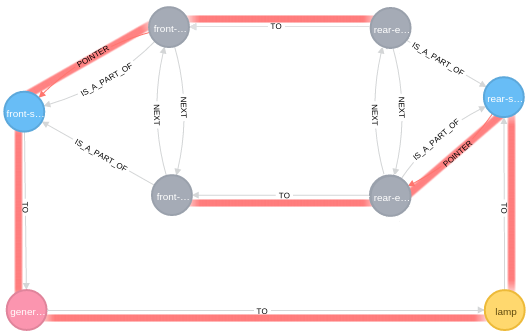 front-...
rear-e...
TO
POINTER
IS_A_PART_OF
IS_A_PART_OF
front-s...
rear-s...
NEXT
NEXT
NEXT
NEXT
IS_A_PART_OF
IS_A_PART_OF
POINTER
front-...
TO
rear-e...
TO
TO
gener...
TO
lamp